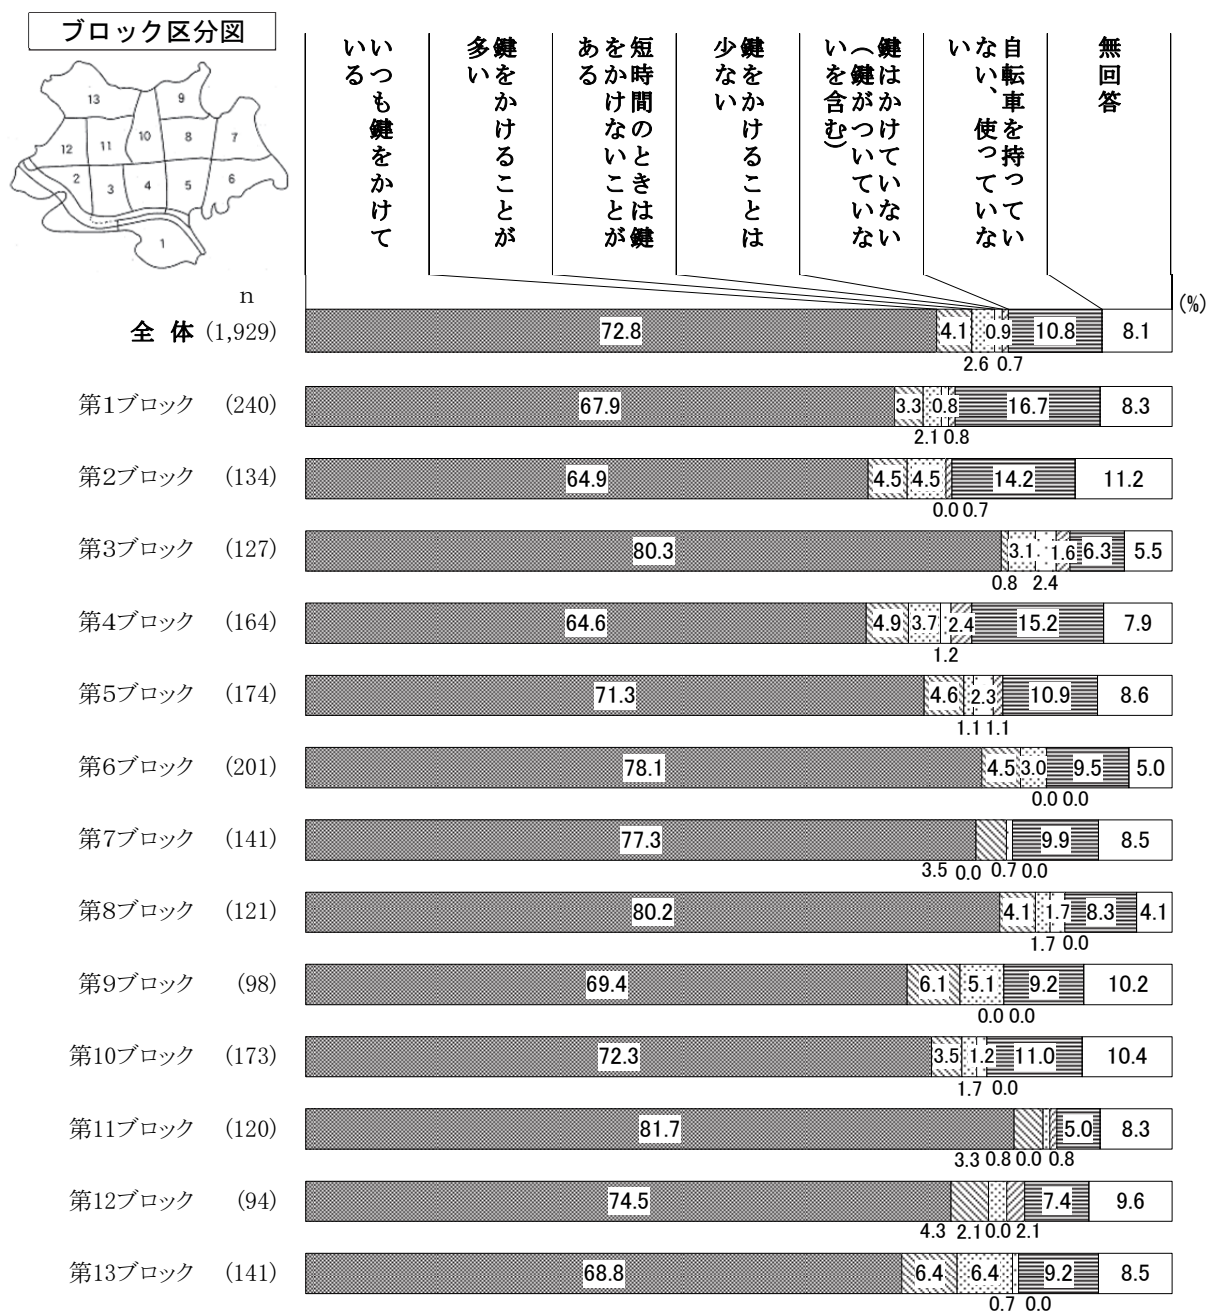 ブロック区分図
13
9
10
8
7
12
11
2
3
4
5
6
1
いつも鍵をかけて
いる
鍵をかけることが
多い
短時間のときは鍵
をかけないことが
ある
鍵をかけることは
少ない
鍵はかけていない
（鍵がついていな
いを含む）
自転車を持ってい
ない、使っていな
い
無回答
n
(%)
全 体 (1,929) 72.8 4.1 0.9 10.8 8.1
2.6 0.7
第1ブロック (240) 67.9 3.3 0.8 16.7 8.3
2.1 0.8
第2ブロック (134) 64.9 4.5 4.5 14.2 11.2
0.0 0.7
第3ブロック (127) 80.3 3.1 1.6 6.3 5.5
0.8 2.4
第4ブロック (164) 64.6 4.9 3.7 2.4 15.2 7.9
1.2
第5ブロック (174) 71.3 4.6 2.3 10.9 8.6
1.1 1.1
第6ブロック (201) 78.1 4.5 3.0 9.5 5.0
0.0 0.0
第7ブロック (141) 77.3 9.9 8.5
3.5 0.0 0.7 0.0
第8ブロック (121) 80.2 4.1 1.7 8.3 4.1
1.7 0.0
第9ブロック (98) 69.4 6.1 5.1 9.2 10.2
0.0 0.0
第10ブロック (173) 72.3 3.5 1.2 11.0 10.4
1.7 0.0
第11ブロック (120) 81.7 5.0 8.3
3.3 0.8 0.0 0.8
第12ブロック (94) 74.5 7.4 9.6
4.3 2.1 0.0 2.1
第13ブロック (141) 68.8 6.4 6.4 9.2 8.5
0.7 0.0